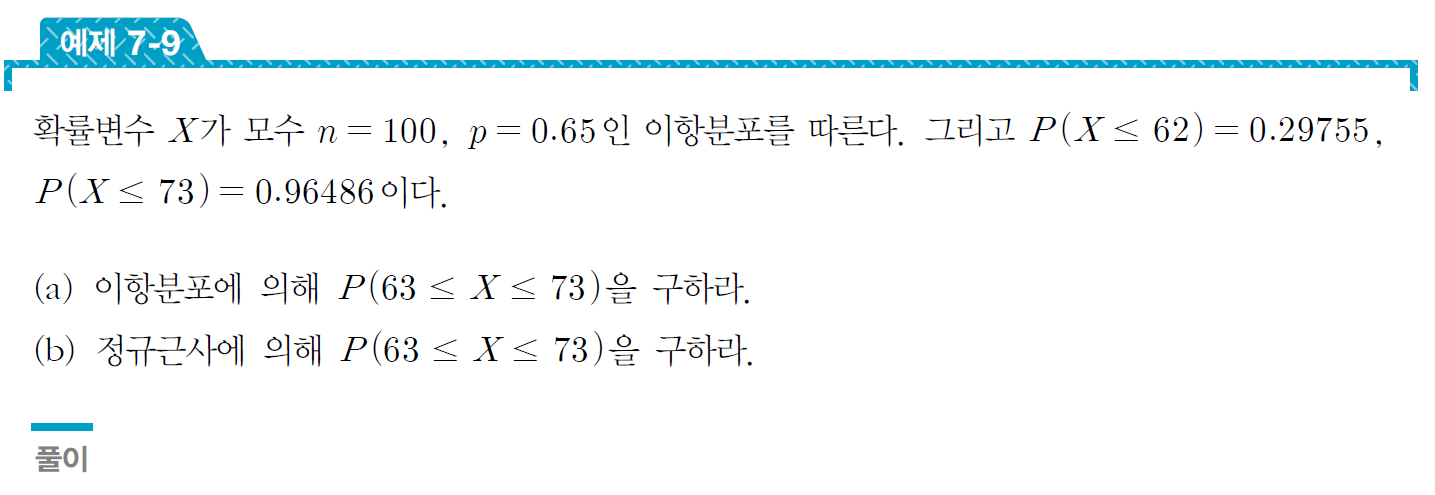 예제 7-9
확률변수 X가 모수 n = 100, p = 0.65인 이항분포를 따른다. 그리고 P(X ≤ 62) = 0.29755,
P(X ≤ 73) = 0.96486이다.
(a) 이항분포에 의해 P(63 ≤ X ≤ 73)을 구하라.
(b) 정규근사에 의해 P(63 ≤ X ≤ 73)을 구하라.
풀이